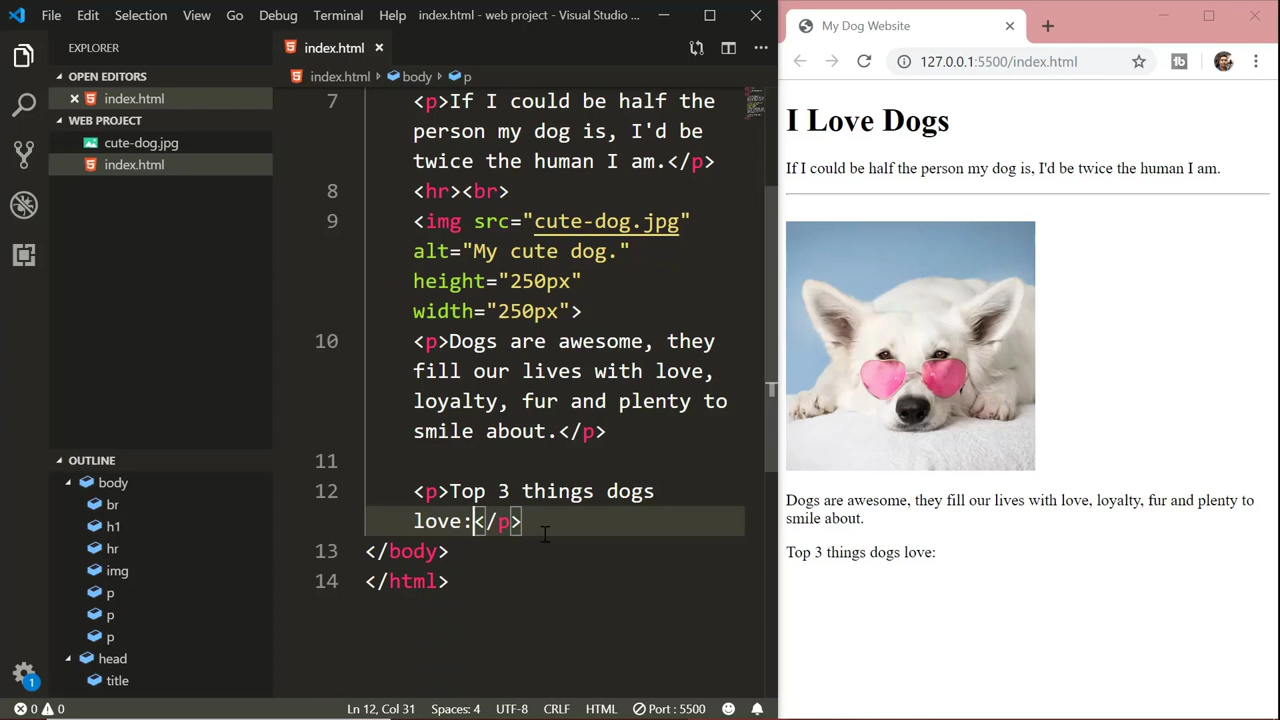 File Edit Selection View Go Debug Terminal Help index.html - web project - Visual Studio ...
EXPLORER
OPEN EDITORS
index.html
WEB PROJECT
cute-dog.jpg
index.html
OUTLINE
body
br
h1
hr
img
p
p
p
head
title
index.html
index.html body p
7 <p>If I could be half the
person my dog is, I'd be
twice the human I am.</p>
8 <hr><br>
9 <img src="cute-dog.jpg"
alt="My cute dog."
height="250px"
width="250px">
10 <p>Dogs are awesome, they
fill our lives with love,
loyalty, fur and plenty to
smile about.</p>
11
12 <p>Top 3 things dogs
love:</p>
13 </body>
14 </html>
1
0 0 Ln 12, Col 31 Spaces: 4 UTF-8 CRLF HTML Port : 5500
My Dog Website
127.0.0.1:5500/index.html
I Love Dogs
If I could be half the person my dog is, I'd be twice the human I am.
Dogs are awesome, they fill our lives with love, loyalty, fur and plenty to
smile about.
Top 3 things dogs love: